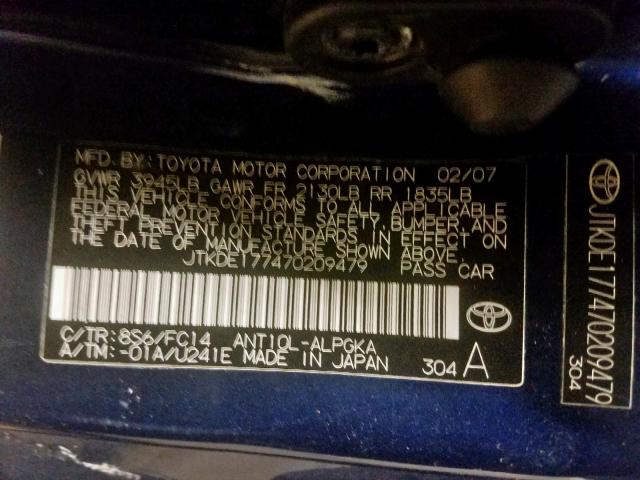 MFD. BY: TOYOTA MOTOR CORPORATION 02/07
GVWR 3945LB GAWR FR 2130LB RR 1835LB
THIS VEHICLE CONFORMS TO ALL APPLICABLE
FEDERAL MOTOR VEHICLE SAFETY, BUMPER, AND
THEFT PREVENTION STANDARDS IN EFFECT ON
THE DATE OF MANUFACTURE SHOWN ABOVE.
JTKDE177470209479 PASS CAR
C/TR: 8S6/FC14 ANT10L-ALPGKA
A/TM: -01A/U241E MADE IN JAPAN 304 A
JTKDE177470209479
304